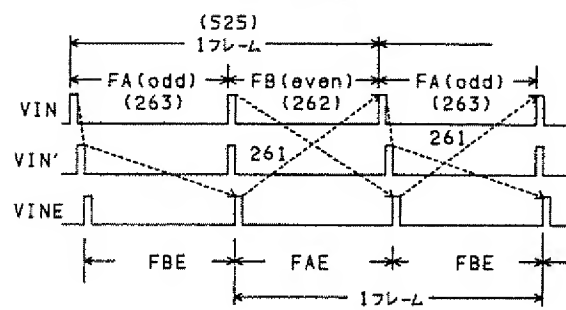 (525)
1フレーム
FA(odd) FB(even) FA(odd)
(263) (262) (263)
VIN
261
VIN' 261
VINE
FBE FAE FBE
1フレーム